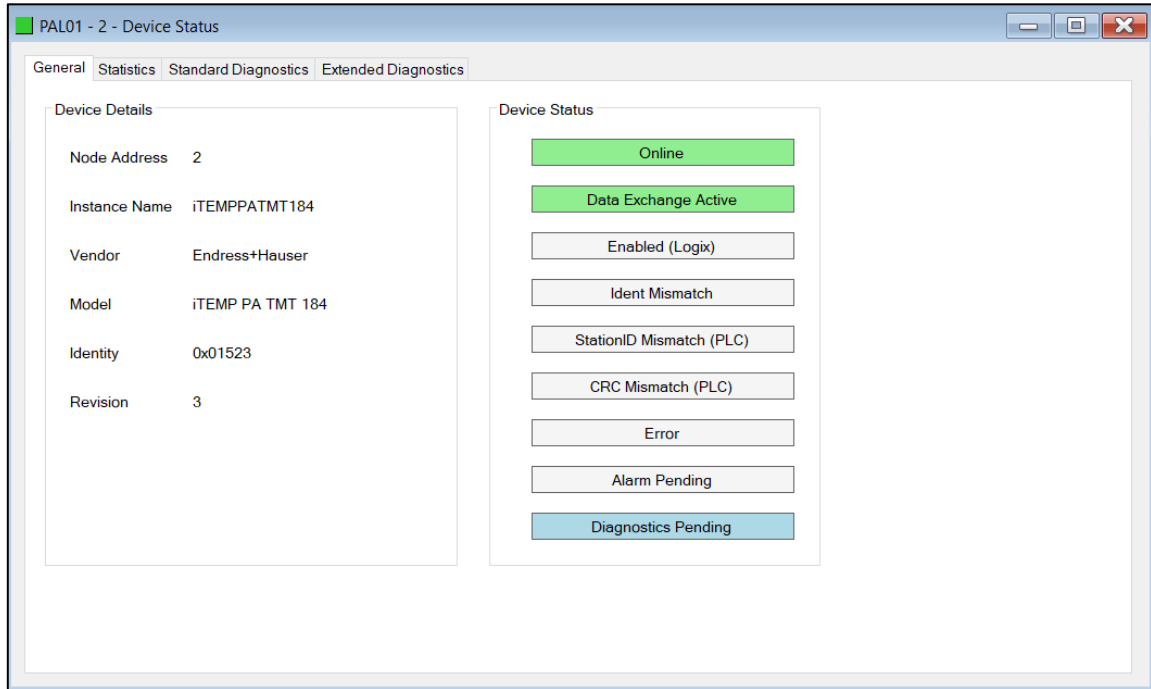 PAL01 - 2 - Device Status
General Statistics Standard Diagnostics Extended Diagnostics
Device Details
Node Address 2
Instance Name iTEMPPATMT184
Vendor Endress+Hauser
Model iTEMP PA TMT 184
Identity 0x01523
Revision 3
Device Status
Online
Data Exchange Active
Enabled (Logix)
Ident Mismatch
StationID Mismatch (PLC)
CRC Mismatch (PLC)
Error
Alarm Pending
Diagnostics Pending